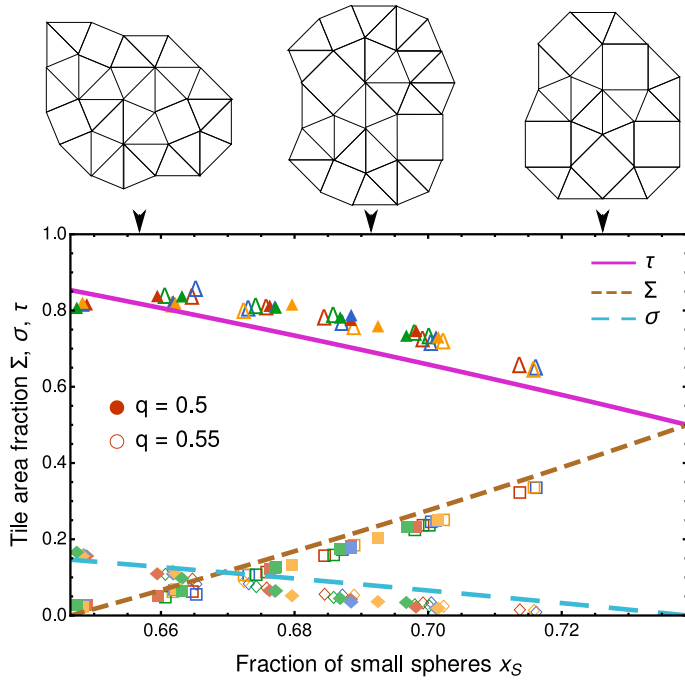 1.0
0.8
0.6
0.4
0.2
0.0
Tile area fraction Σ, σ, τ
τ
Σ
σ
q = 0.5
q = 0.55
0.66
0.68
0.70
0.72
Fraction of small spheres xS